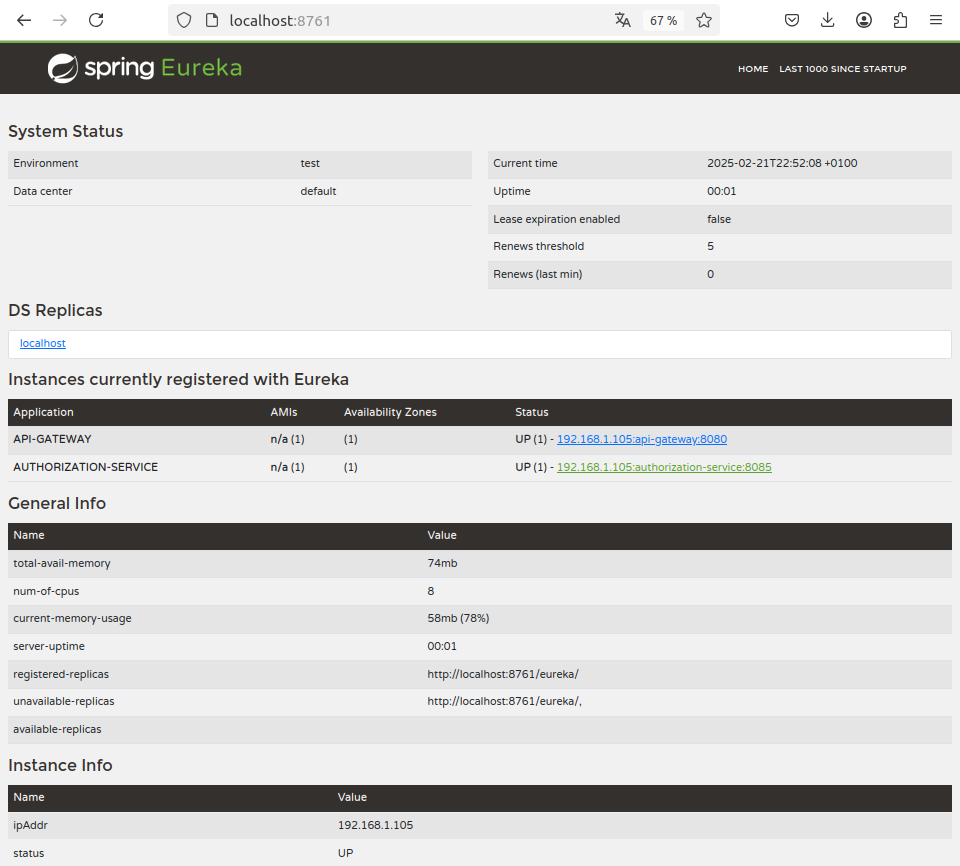 localhost:8761
67 %
spring Eureka
HOME LAST 1000 SINCE STARTUP
System Status
Environment test
Data center default
Current time 2025-02-21T22:52:08 +0100
Uptime 00:01
Lease expiration enabled false
Renews threshold 5
Renews (last min) 0
DS Replicas
localhost
Instances currently registered with Eureka
Application AMIs Availability Zones Status
API-GATEWAY n/a (1) (1) UP (1) - 192.168.1.105:api-gateway:8080
AUTHORIZATION-SERVICE n/a (1) (1) UP (1) - 192.168.1.105:authorization-service:8085
General Info
Name Value
total-avail-memory 74mb
num-of-cpus 8
current-memory-usage 58mb (78%)
server-uptime 00:01
registered-replicas http://localhost:8761/eureka/
unavailable-replicas http://localhost:8761/eureka/,
available-replicas
Instance Info
Name Value
ipAddr 192.168.1.105
status UP